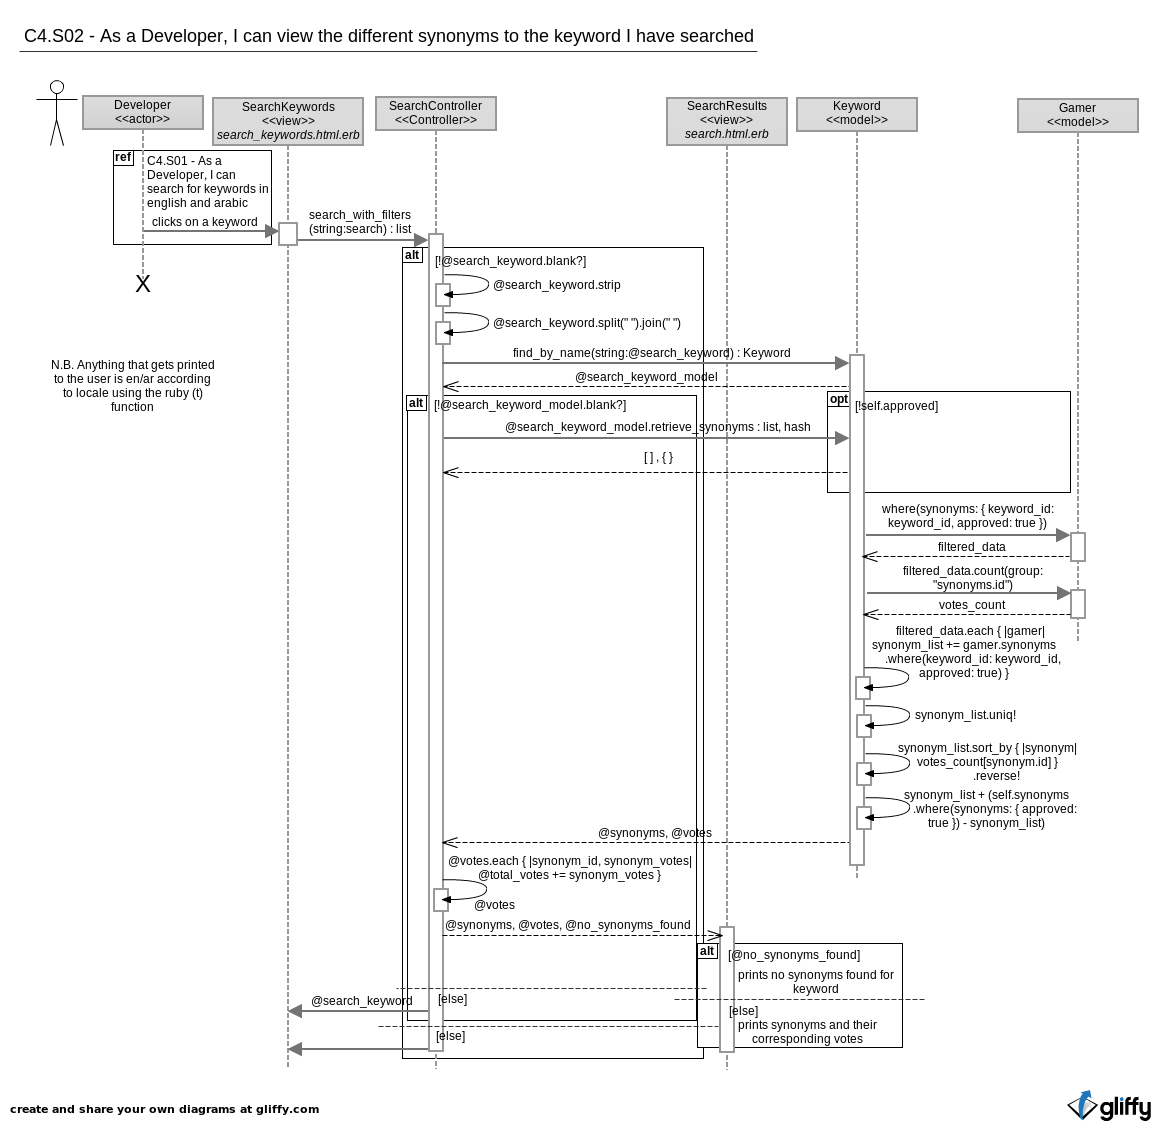 C4.S02 - As a Developer, I can view the different synonyms to the keyword I have searched
Developer
<<actor>>
SearchKeywords
<<view>>
search_keywords.html.erb
SearchController
<<Controller>>
SearchResults
<<view>>
search.html.erb
Keyword
<<model>>
Gamer
<<model>>
ref
C4.S01 - As a
Developer, I can
search for keywords in
english and arabic
clicks on a keyword
search_with_filters
(string:search) : list
X
alt
[!@search_keyword.blank?]
@search_keyword.strip
@search_keyword.split(" ").join(" ")
find_by_name(string:@search_keyword) : Keyword
@search_keyword_model
N.B. Anything that gets printed
to the user is en/ar according
to locale using the ruby (t)
function
alt
[!@search_keyword_model.blank?]
opt
[!self.approved]
@search_keyword_model.retrieve_synonyms : list, hash
[ ] , { }
where(synonyms: { keyword_id:
keyword_id, approved: true })
filtered_data
filtered_data.count(group:
"synonyms.id")
votes_count
filtered_data.each { |gamer|
synonym_list += gamer.synonyms
.where(keyword_id: keyword_id,
approved: true) }
synonym_list.uniq!
synonym_list.sort_by { |synonym|
votes_count[synonym.id] }
.reverse!
synonym_list + (self.synonyms
.where(synonyms: { approved:
true }) - synonym_list)
@synonyms, @votes
@votes.each { |synonym_id, synonym_votes|
@total_votes += synonym_votes }
@votes
@synonyms, @votes, @no_synonyms_found
alt
[@no_synonyms_found]
prints no synonyms found for
keyword
[else]
@search_keyword
[else]
prints synonyms and their
corresponding votes
[else]
create and share your own diagrams at gliffy.com
gliffy